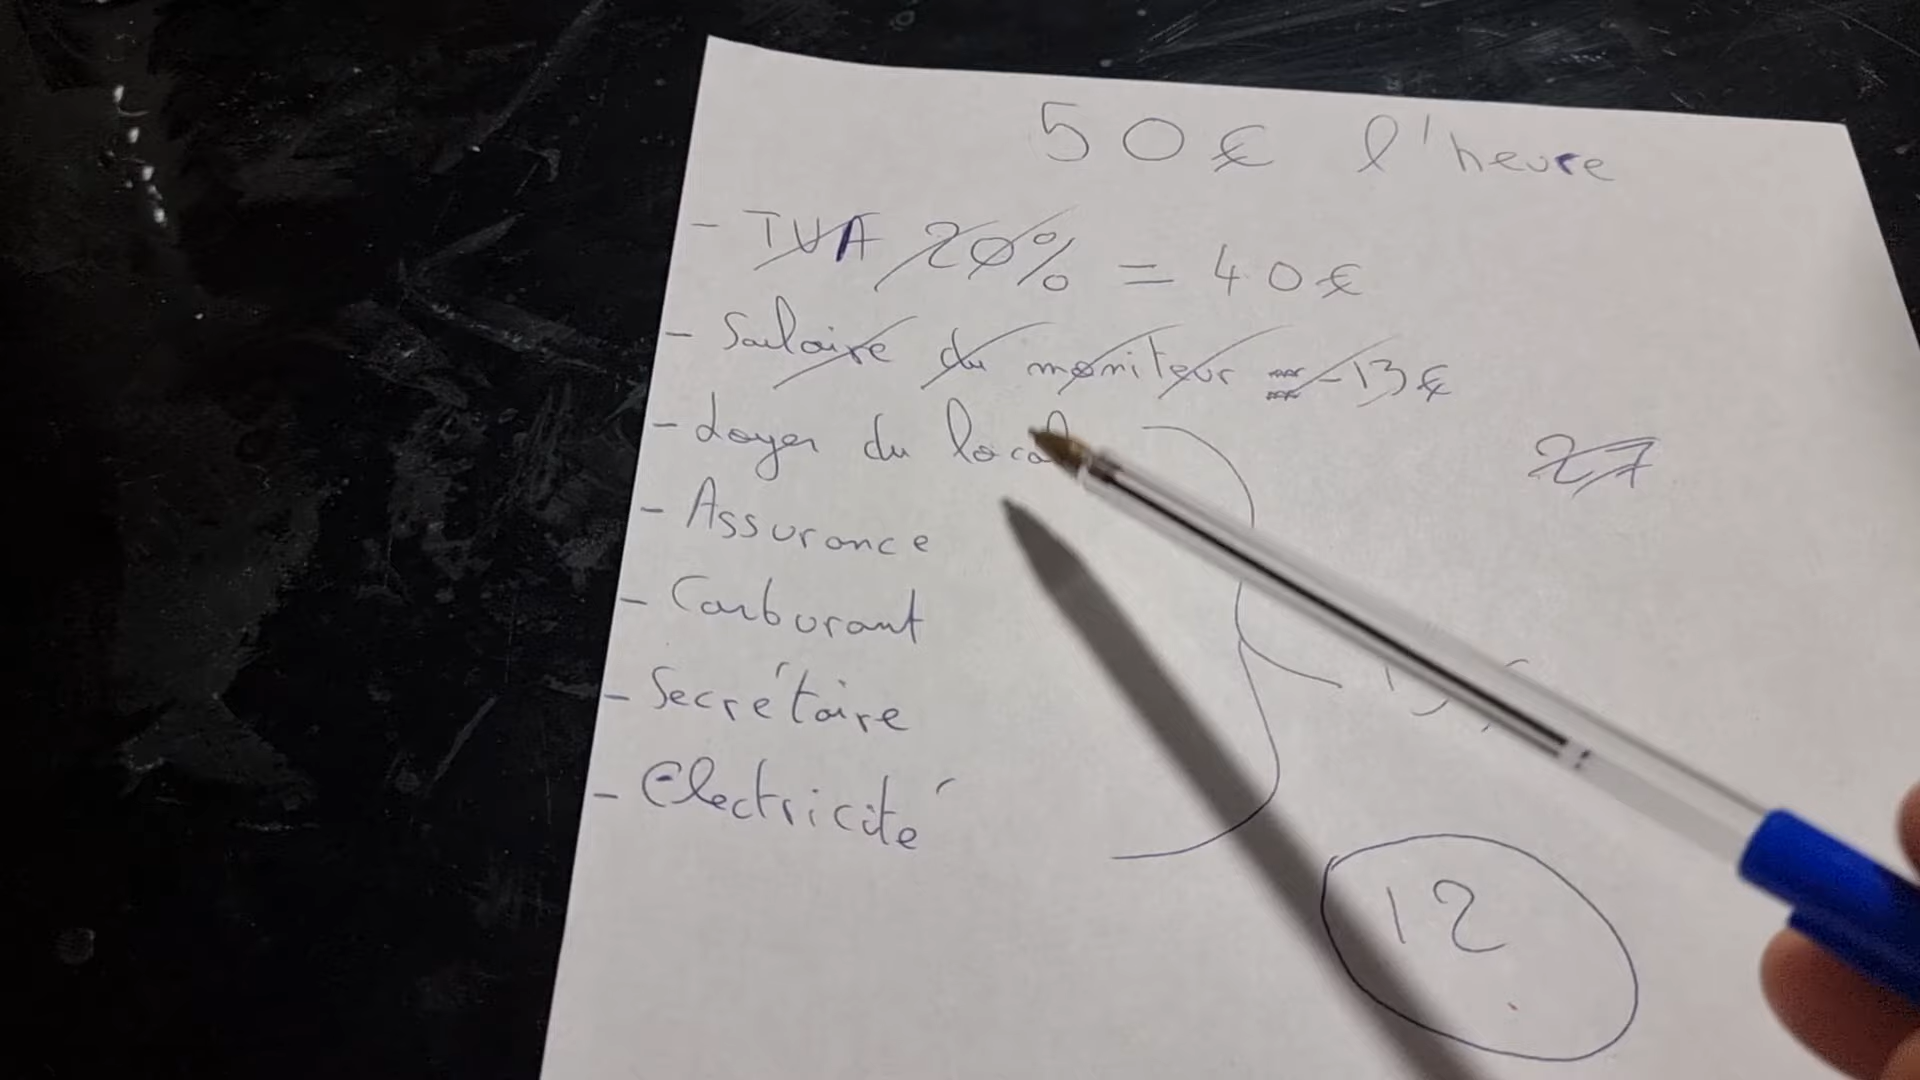 50€ l'heure
- TVA 20% = 40€
- Salaire du moniteur = -13€
- Loyer du local
27
- Assurance
- Carburant
- Secrétaire
- Electricité
12